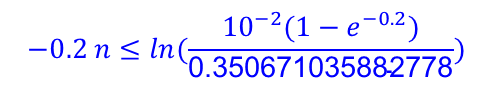 −0.2 n ≤ ln(10⁻²(1 − e⁻⁰·²) / 0.350671035882778)